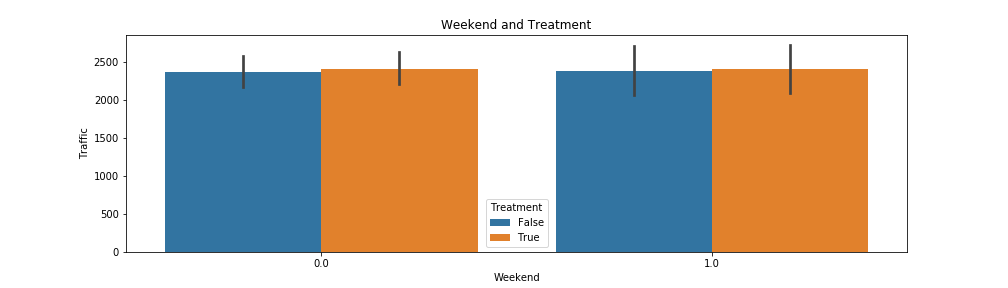 Weekend and Treatment
Traffic
2500
2000
1500
1000
500
0
Treatment
False
True
0.0
1.0
Weekend